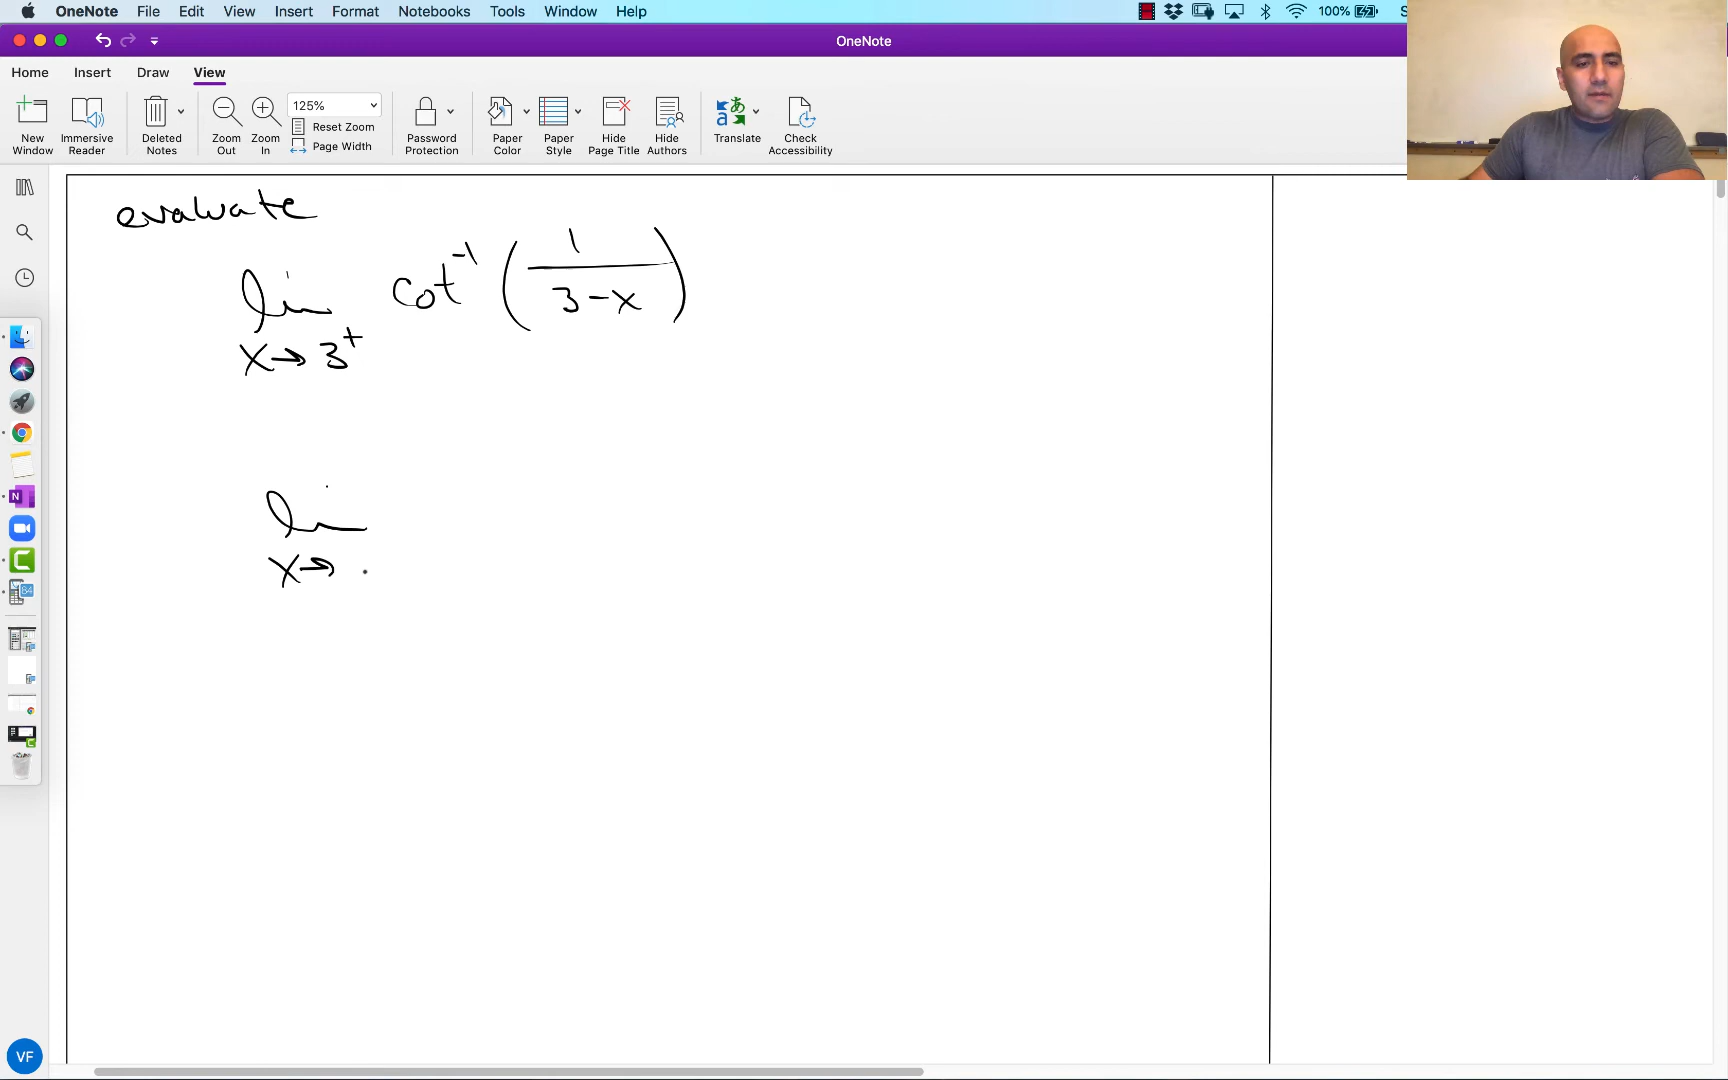 OneNote File Edit View Insert Format Notebooks Tools Window Help 100%
OneNote
Home Insert Draw View
125%
Reset Zoom
Page Width
New Window
Immersive Reader
Deleted Notes
Zoom Out
Zoom In
Password Protection
Paper Color
Paper Style
Hide Page Title
Hide Authors
Translate
Check Accessibility
evaluate
lim x→3⁺ cot⁻¹ (1/(3−x))
lim x→
N
84
VF